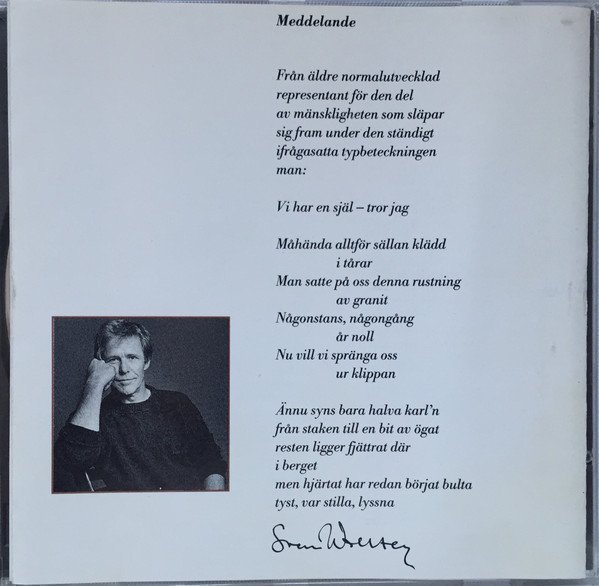 Meddelande
Från äldre normalutvecklad
representant för den del
av mänskligheten som släpar
sig fram under den ständigt
ifrågasatta typbeteckningen
man:
Vi har en själ – tror jag
Måhända alltför sällan klädd
i tårar
Man satte på oss denna rustning
av granit
Någonstans, någongång
år noll
Nu vill vi spränga oss
ur klippan
Ännu syns bara halva karl'n
från staken till en bit av ögat
resten ligger fjättrat där
i berget
men hjärtat har redan börjat bulta
tyst, var stilla, lyssna
Sven Wollter